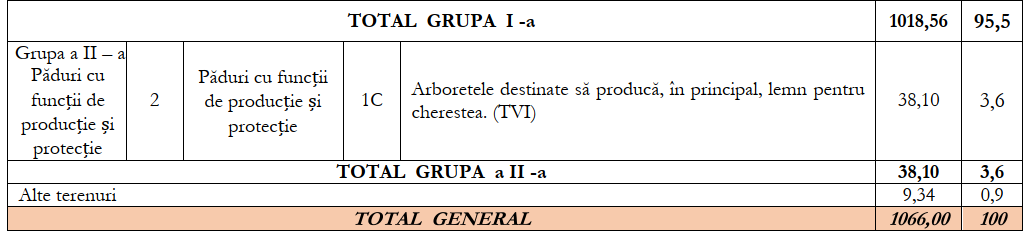 TOTAL GRUPA I -a 1018,56 95,5
Grupa a II – a
Păduri cu
funcții de
producție și
protecție
2
Păduri cu funcții
de producție și
protecție
1C
Arboretele destinate să producă, în principal, lemn pentru
cherestea. (TVI)
38,10
3,6
TOTAL GRUPA a II -a 38,10 3,6
Alte terenuri 9,34 0,9
TOTAL GENERAL 1066,00 100